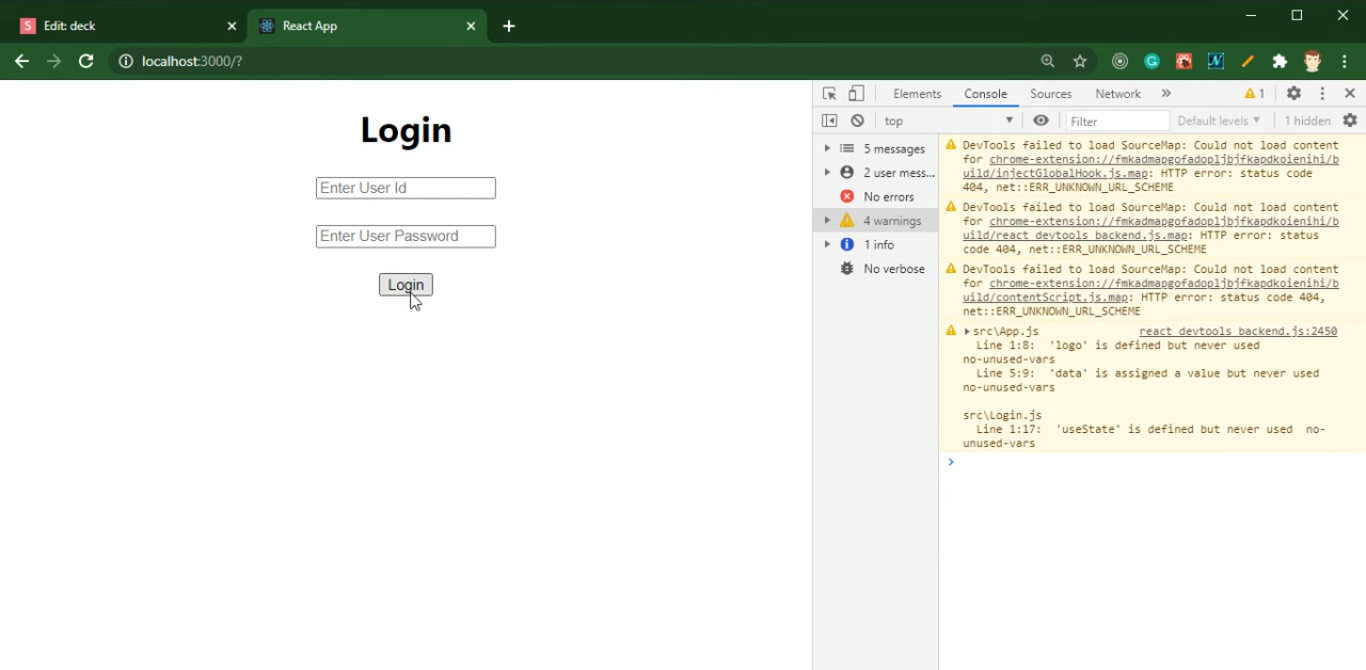 Edit: deck
React App
localhost:3000/?
Login
Enter User Id
Enter User Password
Login
Elements Console Sources Network » 1
top Filter Default levels 1 hidden
5 messages
2 user mess...
No errors
4 warnings
1 info
No verbose
DevTools failed to load SourceMap: Could not load content
for chrome-extension://fmkadmapgofadopljbjfkapdkoienihi/b
uild/injectGlobalHook.js.map: HTTP error: status code
404, net::ERR_UNKNOWN_URL_SCHEME
DevTools failed to load SourceMap: Could not load content
for chrome-extension://fmkadmapgofadopljbjfkapdkoienihi/b
uild/react_devtools_backend.js.map: HTTP error: status
code 404, net::ERR_UNKNOWN_URL_SCHEME
DevTools failed to load SourceMap: Could not load content
for chrome-extension://fmkadmapgofadopljbjfkapdkoienihi/b
uild/contentScript.js.map: HTTP error: status code 404,
net::ERR_UNKNOWN_URL_SCHEME
src\App.js react_devtools_backend.js:2450
Line 1:8: 'logo' is defined but never used
no-unused-vars
Line 5:9: 'data' is assigned a value but never used
no-unused-vars
src\Login.js
Line 1:17: 'useState' is defined but never used no-
unused-vars